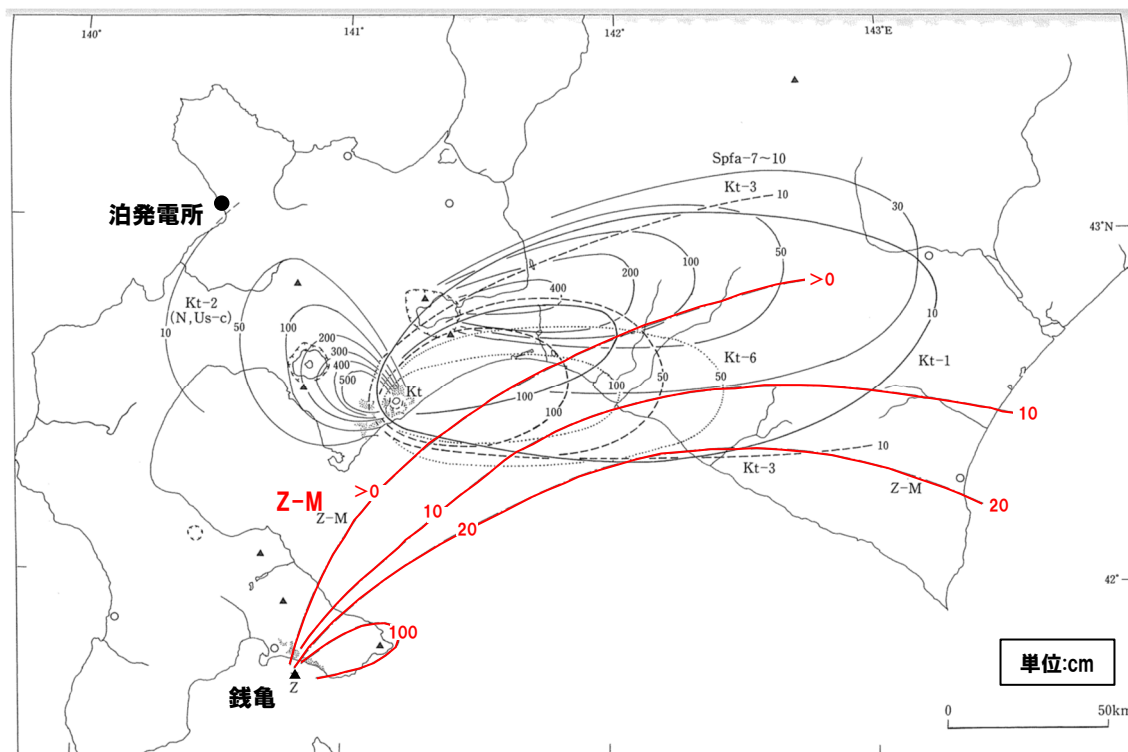 140°
141°
142°
143°E
Spfa-7~10
Kt-3
10
30
泊発電所
43°N
50
100
>0
200
400
Kt-2
(N,Us-c)
10
50
100
200
300
400
500
10
Kt-6
Kt-1
Kt
50
100
50
100
100
10
10
Kt-3
Z-M
20
>0
Z-M
Z-M
10
20
42°
100
単位:cm
銭亀
Z
0
50km